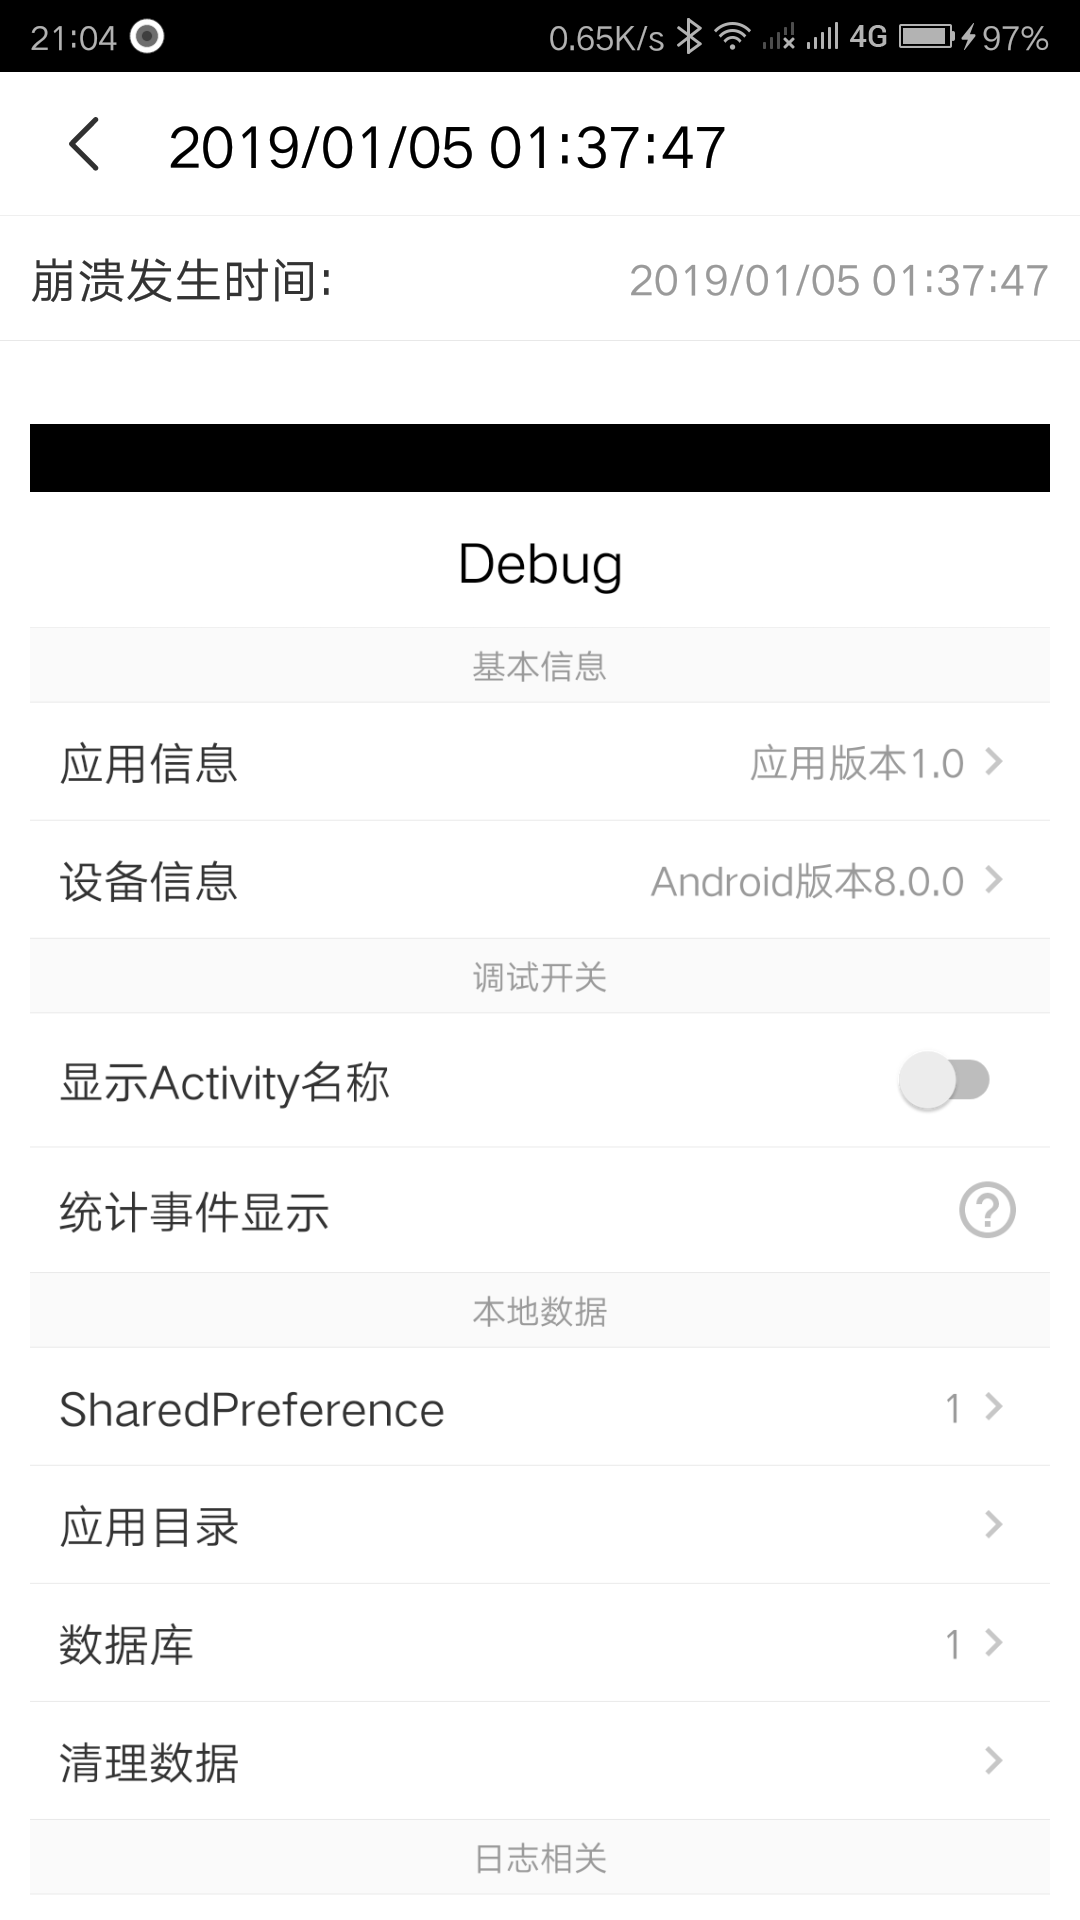 21:04 0.65K/s 4G 97%
2019/01/05 01:37:47
崩溃发生时间: 2019/01/05 01:37:47
Debug
基本信息
应用信息 应用版本1.0
设备信息 Android版本8.0.0
调试开关
显示Activity名称
统计事件显示
本地数据
SharedPreference 1
应用目录
数据库 1
清理数据
日志相关